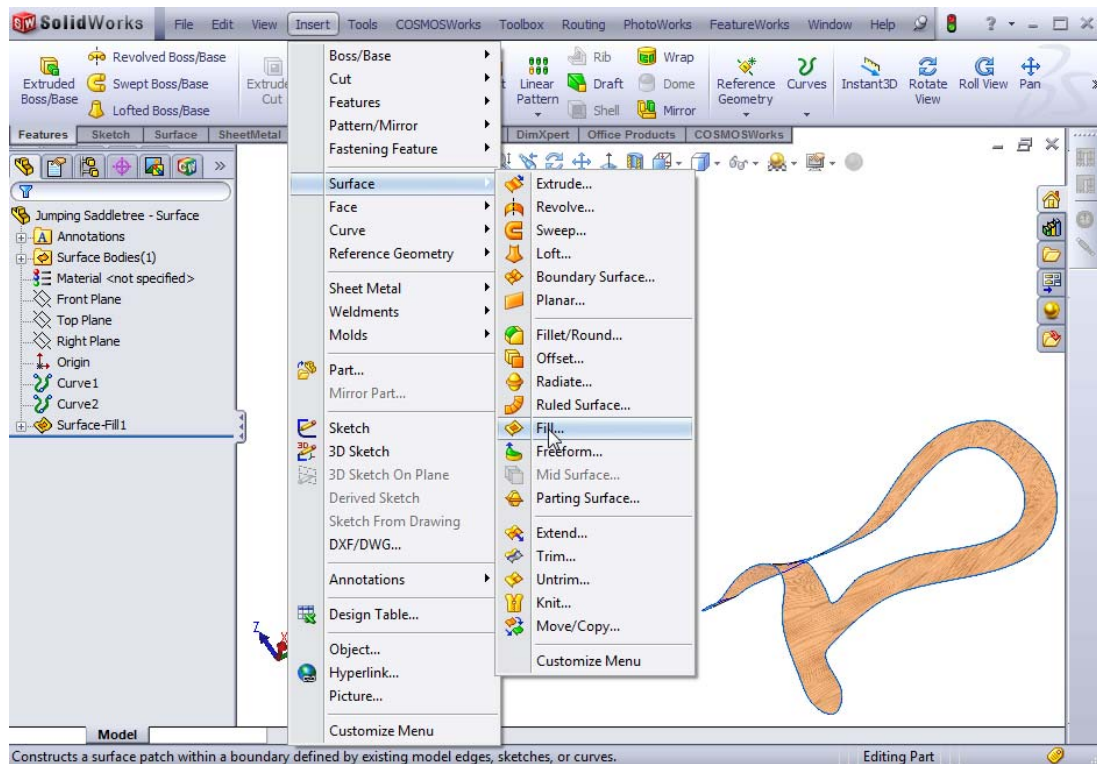 SolidWorks File Edit View Insert Tools COSMOSWorks Toolbox Routing PhotoWorks FeatureWorks Window Help ?
Extruded Boss/Base
Revolved Boss/Base
Swept Boss/Base
Lofted Boss/Base
Cut
Linear Pattern
Rib
Draft
Shell
Wrap
Dome
Mirror
Reference Geometry
Curves
Instant3D
Rotate View
Roll View
Pan
Features Sketch Surface SheetMetal DimXpert Office Products COSMOSWorks
Jumping Saddletree - Surface
Annotations
Surface Bodies(1)
Material <not specified>
Front Plane
Top Plane
Right Plane
Origin
Curve1
Curve2
Surface-Fill1
Boss/Base
Cut
Features
Pattern/Mirror
Fastening Feature
Surface
Face
Curve
Reference Geometry
Sheet Metal
Weldments
Molds
Part...
Mirror Part...
Sketch
3D Sketch
3D Sketch On Plane
Derived Sketch
Sketch From Drawing
DXF/DWG...
Annotations
Design Table...
Object...
Hyperlink...
Picture...
Customize Menu
Extrude...
Revolve...
Sweep...
Loft...
Boundary Surface...
Planar...
Fillet/Round...
Offset...
Radiate...
Ruled Surface...
Fill...
Freeform...
Mid Surface...
Parting Surface...
Extend...
Trim...
Untrim...
Knit...
Move/Copy...
Customize Menu
Z
Model
Constructs a surface patch within a boundary defined by existing model edges, sketches, or curves. Editing Part